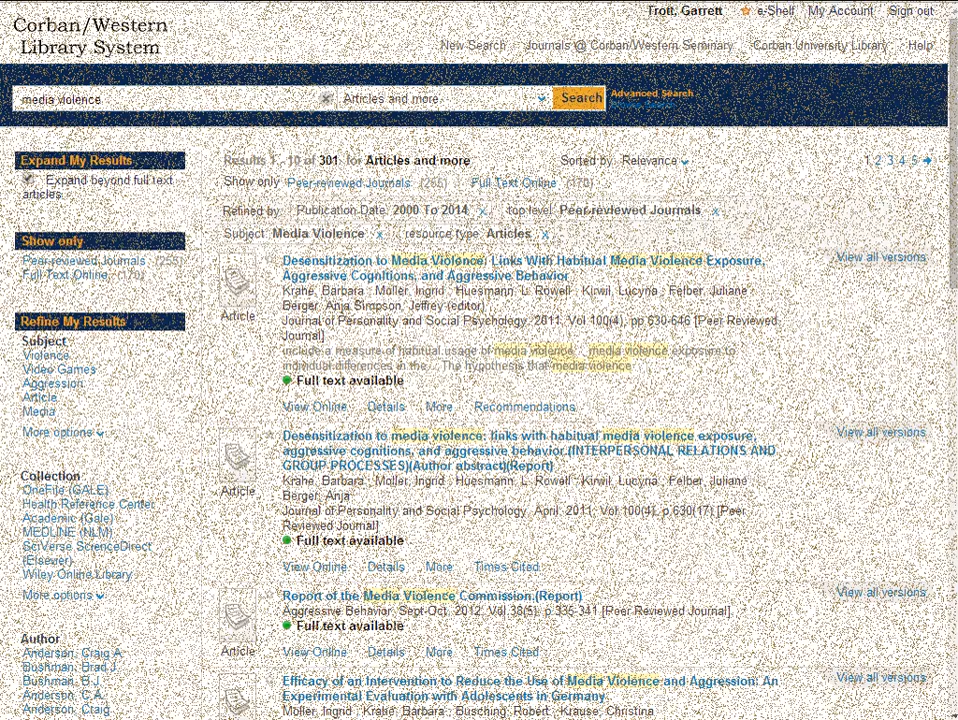 Corban/Western
Library System
Trott, Garrett e-Shelf My Account Sign out
New Search Journals @ Corban/Western Seminary Corban University Library Help
media violence Articles and more Search Advanced Search
Expand My Results
Expand beyond full text
articles
Show only
Peer-reviewed Journals (255)
Full Text Online (170)
Refine My Results
Subject
Violence
Video Games
Aggression
Article
Media
More options
Collection
OneFile (GALE)
Health Reference Center
Academic (Gale)
MEDLINE (NLM)
SciVerse ScienceDirect
(Elsevier)
Wiley Online Library
More options
Author
Anderson, Craig A.
Bushman, Brad J.
Bushman, B J
Anderson, C.A.
Anderson, Craig
Results 1 - 10 of 301 for Articles and more Sorted by: Relevance 1 2 3 4 5
Show only Peer-reviewed Journals (255) Full Text Online (170)
Refined by: Publication Date: 2000 To 2014 x top level: Peer-reviewed Journals x
Subject: Media Violence x resource type: Articles x
Article
Desensitization to Media Violence: Links With Habitual Media Violence Exposure,
Aggressive Cognitions, and Aggressive Behavior
Krahe, Barbara ; Moller, Ingrid ; Huesmann, L. Rowell ; Kirwil, Lucyna ; Felber, Juliane ;
Berger, Anja Simpson, Jeffrey (editor)
Journal of Personality and Social Psychology, 2011, Vol.100(4), pp.630-646 [Peer Reviewed
Journal]
include a measure of habitual usage of media violence ... media violence exposure to
individual differences in the ... The hypothesis that media violence
Full text available
View Online Details More Recommendations
View all versions
Article
Desensitization to media violence: links with habitual media violence exposure,
aggressive cognitions, and aggressive behavior.(INTERPERSONAL RELATIONS AND
GROUP PROCESSES)(Author abstract)(Report)
Krahe, Barbara ; Moller, Ingrid ; Huesmann, L. Rowell ; Kirwil, Lucyna ; Felber, Juliane ;
Berger, Anja
Journal of Personality and Social Psychology, April, 2011, Vol.100(4), p.630(17) [Peer
Reviewed Journal]
Full text available
View Online Details More Times Cited
View all versions
Article
Report of the Media Violence Commission.(Report)
Aggressive Behavior, Sept-Oct, 2012, Vol.38(5), p.335-341 [Peer Reviewed Journal]
Full text available
View Online Details More Times Cited
View all versions
Efficacy of an Intervention to Reduce the Use of Media Violence and Aggression: An
Experimental Evaluation with Adolescents in Germany
Möller, Ingrid ; Krahé, Barbara ; Busching, Robert ; Krause, Christina
View all versions